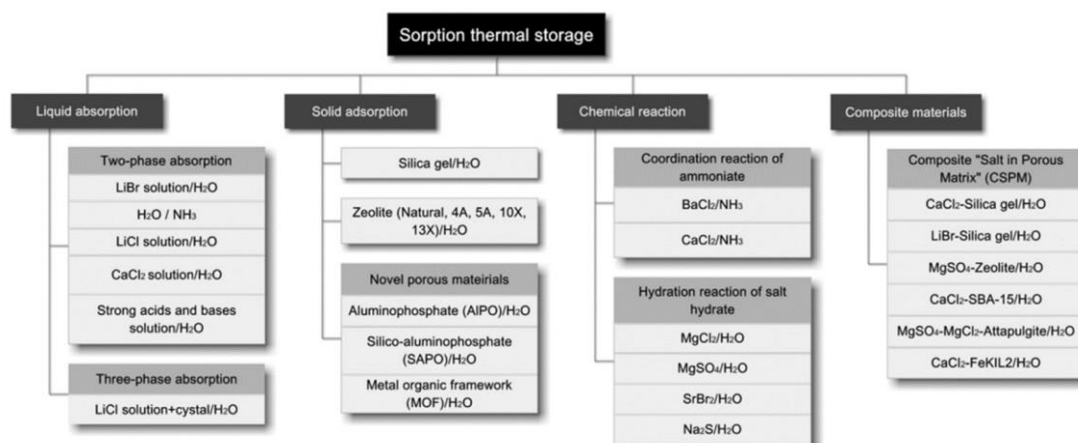 Sorption thermal storage
Liquid absorption
Two-phase absorption
LiBr solution/H₂O
H₂O / NH₃
LiCl solution/H₂O
CaCl₂ solution/H₂O
Strong acids and bases
solution/H₂O
Three-phase absorption
LiCl solution+cystal/H₂O
Solid adsorption
Silica gel/H₂O
Zeolite (Natural, 4A, 5A, 10X,
13X)/H₂O
Novel porous mateirials
Aluminophosphate (AlPO)/H₂O
Silico-aluminophosphate
(SAPO)/H₂O
Metal organic framework
(MOF)/H₂O
Chemical reaction
Coordination reaction of
ammoniate
BaCl₂/NH₃
CaCl₂/NH₃
Hydration reaction of salt
hydrate
MgCl₂/H₂O
MgSO₄/H₂O
SrBr₂/H₂O
Na₂S/H₂O
Composite materials
Composite "Salt in Porous
Matrix" (CSPM)
CaCl₂-Silica gel/H₂O
LiBr-Silica gel/H₂O
MgSO₄-Zeolite/H₂O
CaCl₂-SBA-15/H₂O
MgSO₄-MgCl₂-Attapulgite/H₂O
CaCl₂-FeKIL2/H₂O